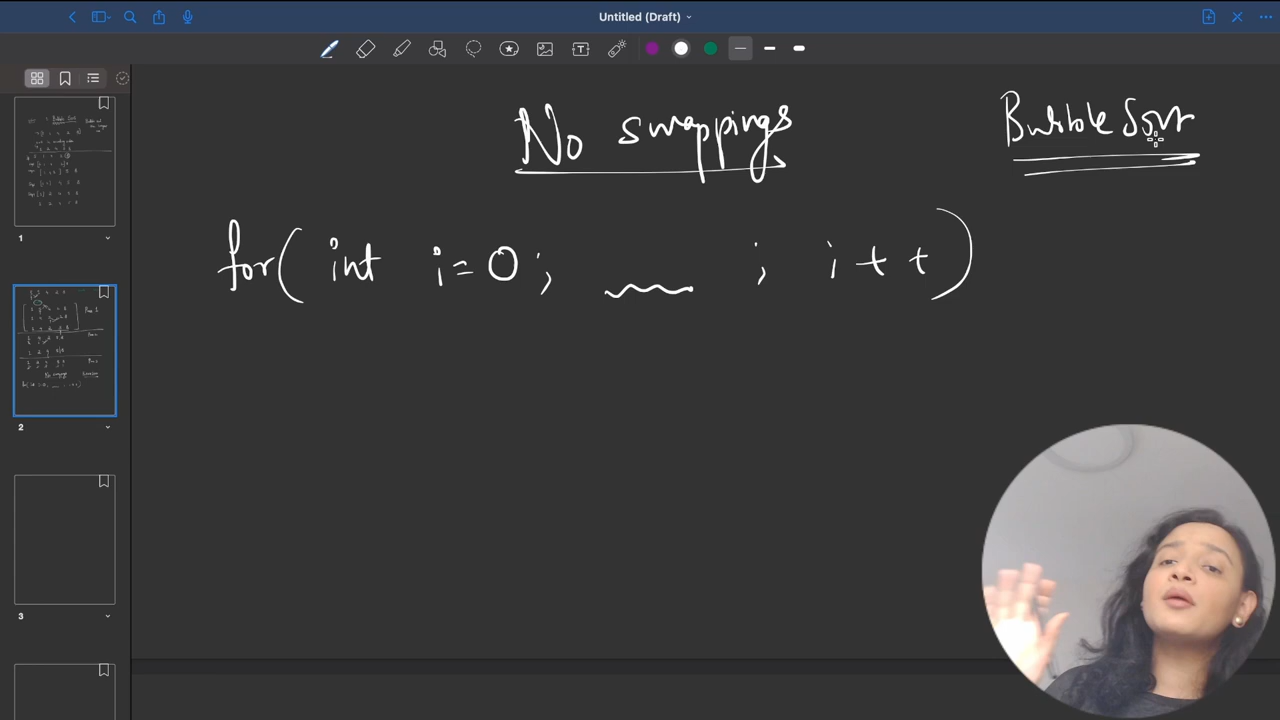 Untitled (Draft)
No swappings
Bubble Sort
for( int i=0; ; i++)
1
2
3